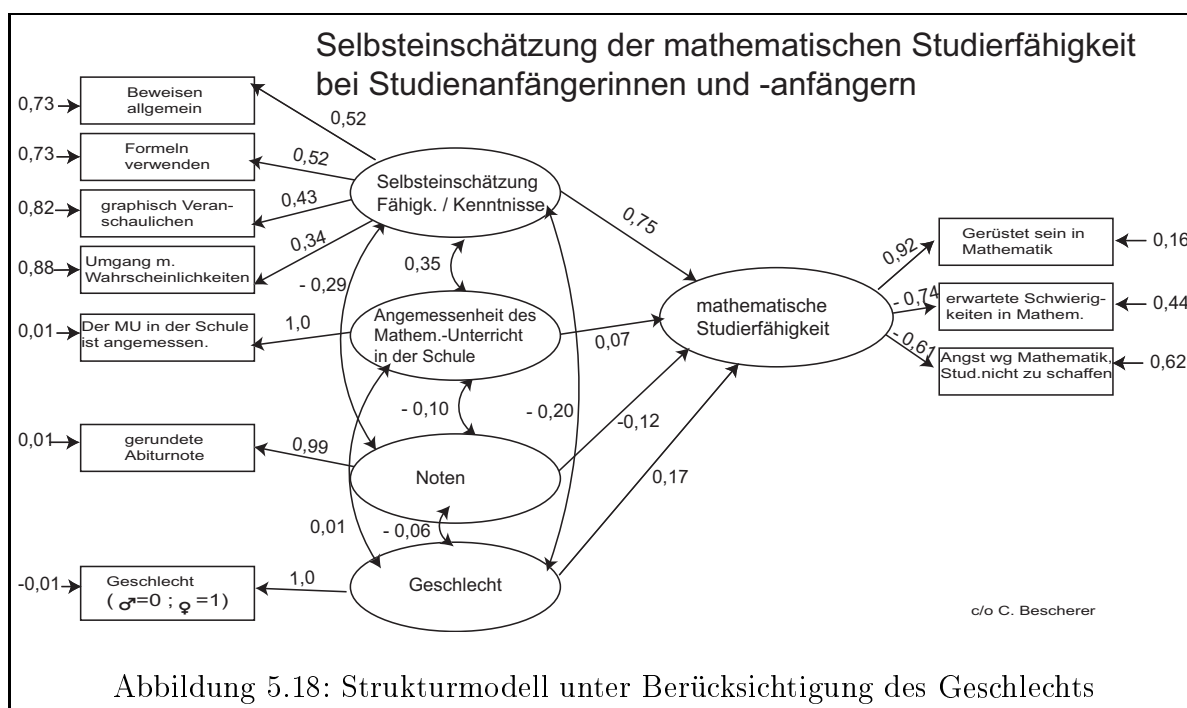 Selbsteinschätzung der mathematischen Studierfähigkeit
bei Studienanfängerinnen und -anfängern
0,73
Beweisen
allgemein
0,52
0,73
Formeln
verwenden
0,52
0,82
graphisch Veran-
schaulichen
0,43
0,88
Umgang m.
Wahrscheinlichkeiten
0,34
0,01
Der MU in der Schule
ist angemessen.
1,0
0,01
gerundete
Abiturnote
0,99
-0,01
Geschlecht
( ♂=0 ; ♀ =1)
1,0
Selbsteinschätzung
Fähigk. / Kenntnisse
0,35
- 0,29
Angemessenheit des
Mathem.-Unterricht
in der Schule
- 0,10
- 0,20
Noten
0,01
- 0,06
Geschlecht
0,75
0,07
-0,12
0,17
mathematische
Studierfähigkeit
0,92
Gerüstet sein in
Mathematik
0,16
- 0,74
erwartete Schwierig-
keiten in Mathem.
0,44
- 0,61
Angst wg Mathematik,
Stud.nicht zu schaffen
0,62
c/o C. Bescherer
Abbildung 5.18: Strukturmodell unter Berücksichtigung des Geschlechts